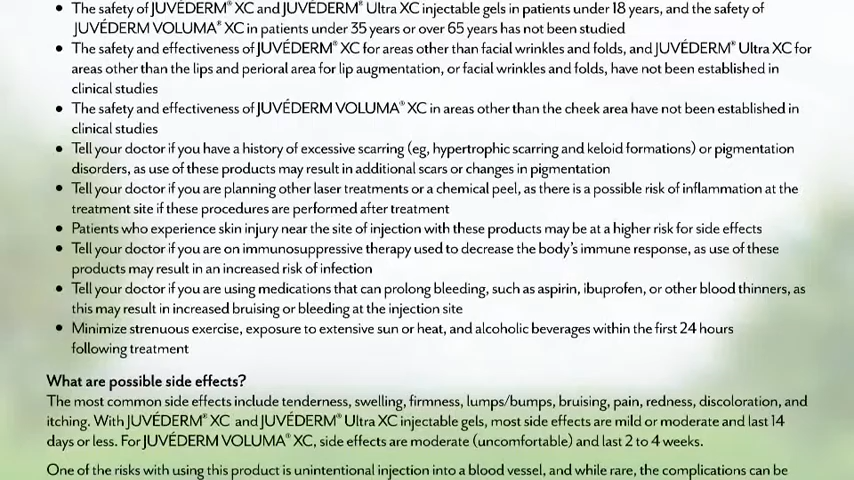 • The safety of JUVÉDERM® XC and JUVÉDERM® Ultra XC injectable gels in patients under 18 years, and the safety of
JUVÉDERM VOLUMA® XC in patients under 35 years or over 65 years has not been studied
• The safety and effectiveness of JUVÉDERM® XC for areas other than facial wrinkles and folds, and JUVÉDERM® Ultra XC for
areas other than the lips and perioral area for lip augmentation, or facial wrinkles and folds, have not been established in
clinical studies
• The safety and effectiveness of JUVÉDERM VOLUMA® XC in areas other than the cheek area have not been established in
clinical studies
• Tell your doctor if you have a history of excessive scarring (eg, hypertrophic scarring and keloid formations) or pigmentation
disorders, as use of these products may result in additional scars or changes in pigmentation
• Tell your doctor if you are planning other laser treatments or a chemical peel, as there is a possible risk of inflammation at the
treatment site if these procedures are performed after treatment
• Patients who experience skin injury near the site of injection with these products may be at a higher risk for side effects
• Tell your doctor if you are on immunosuppressive therapy used to decrease the body's immune response, as use of these
products may result in an increased risk of infection
• Tell your doctor if you are using medications that can prolong bleeding, such as aspirin, ibuprofen, or other blood thinners, as
this may result in increased bruising or bleeding at the injection site
• Minimize strenuous exercise, exposure to extensive sun or heat, and alcoholic beverages within the first 24 hours
following treatment
What are possible side effects?
The most common side effects include tenderness, swelling, firmness, lumps/bumps, bruising, pain, redness, discoloration, and
itching. With JUVÉDERM® XC and JUVÉDERM® Ultra XC injectable gels, most side effects are mild or moderate and last 14
days or less. For JUVÉDERM VOLUMA® XC, side effects are moderate (uncomfortable) and last 2 to 4 weeks.
One of the risks with using this product is unintentional injection into a blood vessel, and while rare, the complications can be